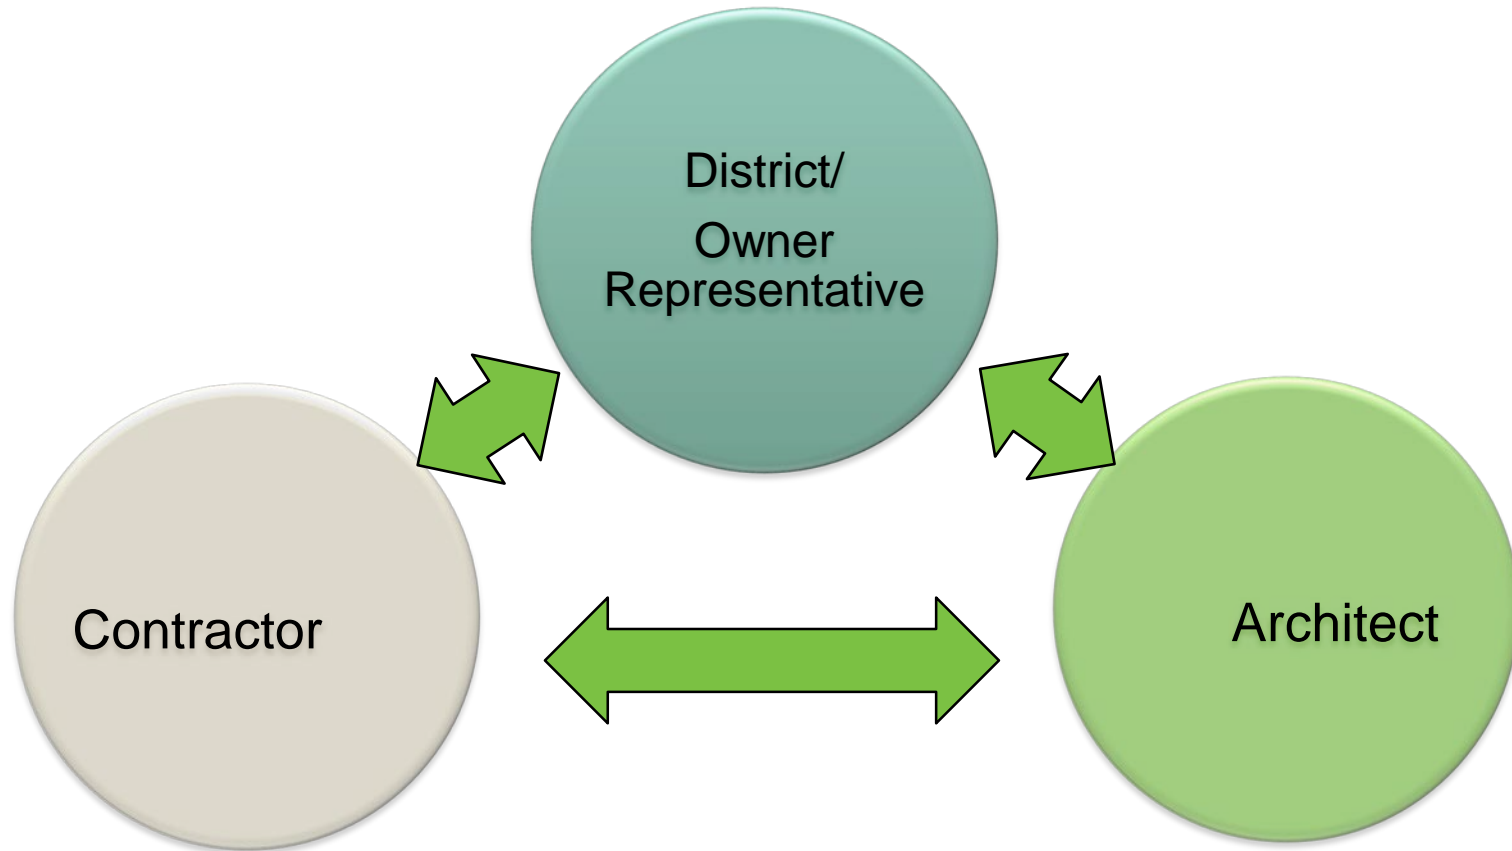 District/
Owner
Representative
Contractor
Architect